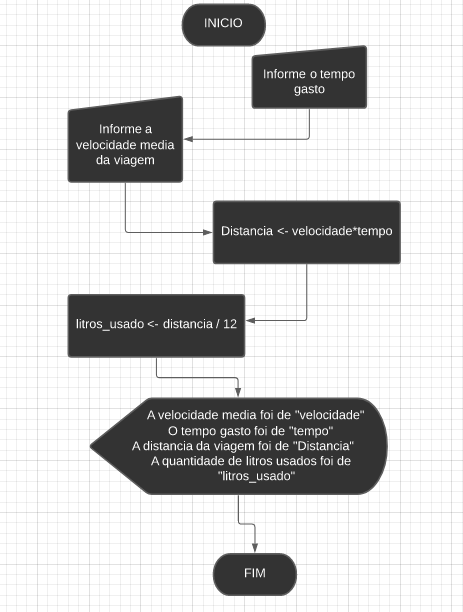 INICIO
Informe o tempo
gasto
Informe a
velocidade media
da viagem
Distancia <- velocidade*tempo
litros_usado <- distancia / 12
A velocidade media foi de "velocidade"
O tempo gasto foi de "tempo"
A distancia da viagem foi de "Distancia"
A quantidade de litros usados foi de
"litros_usado"
FIM